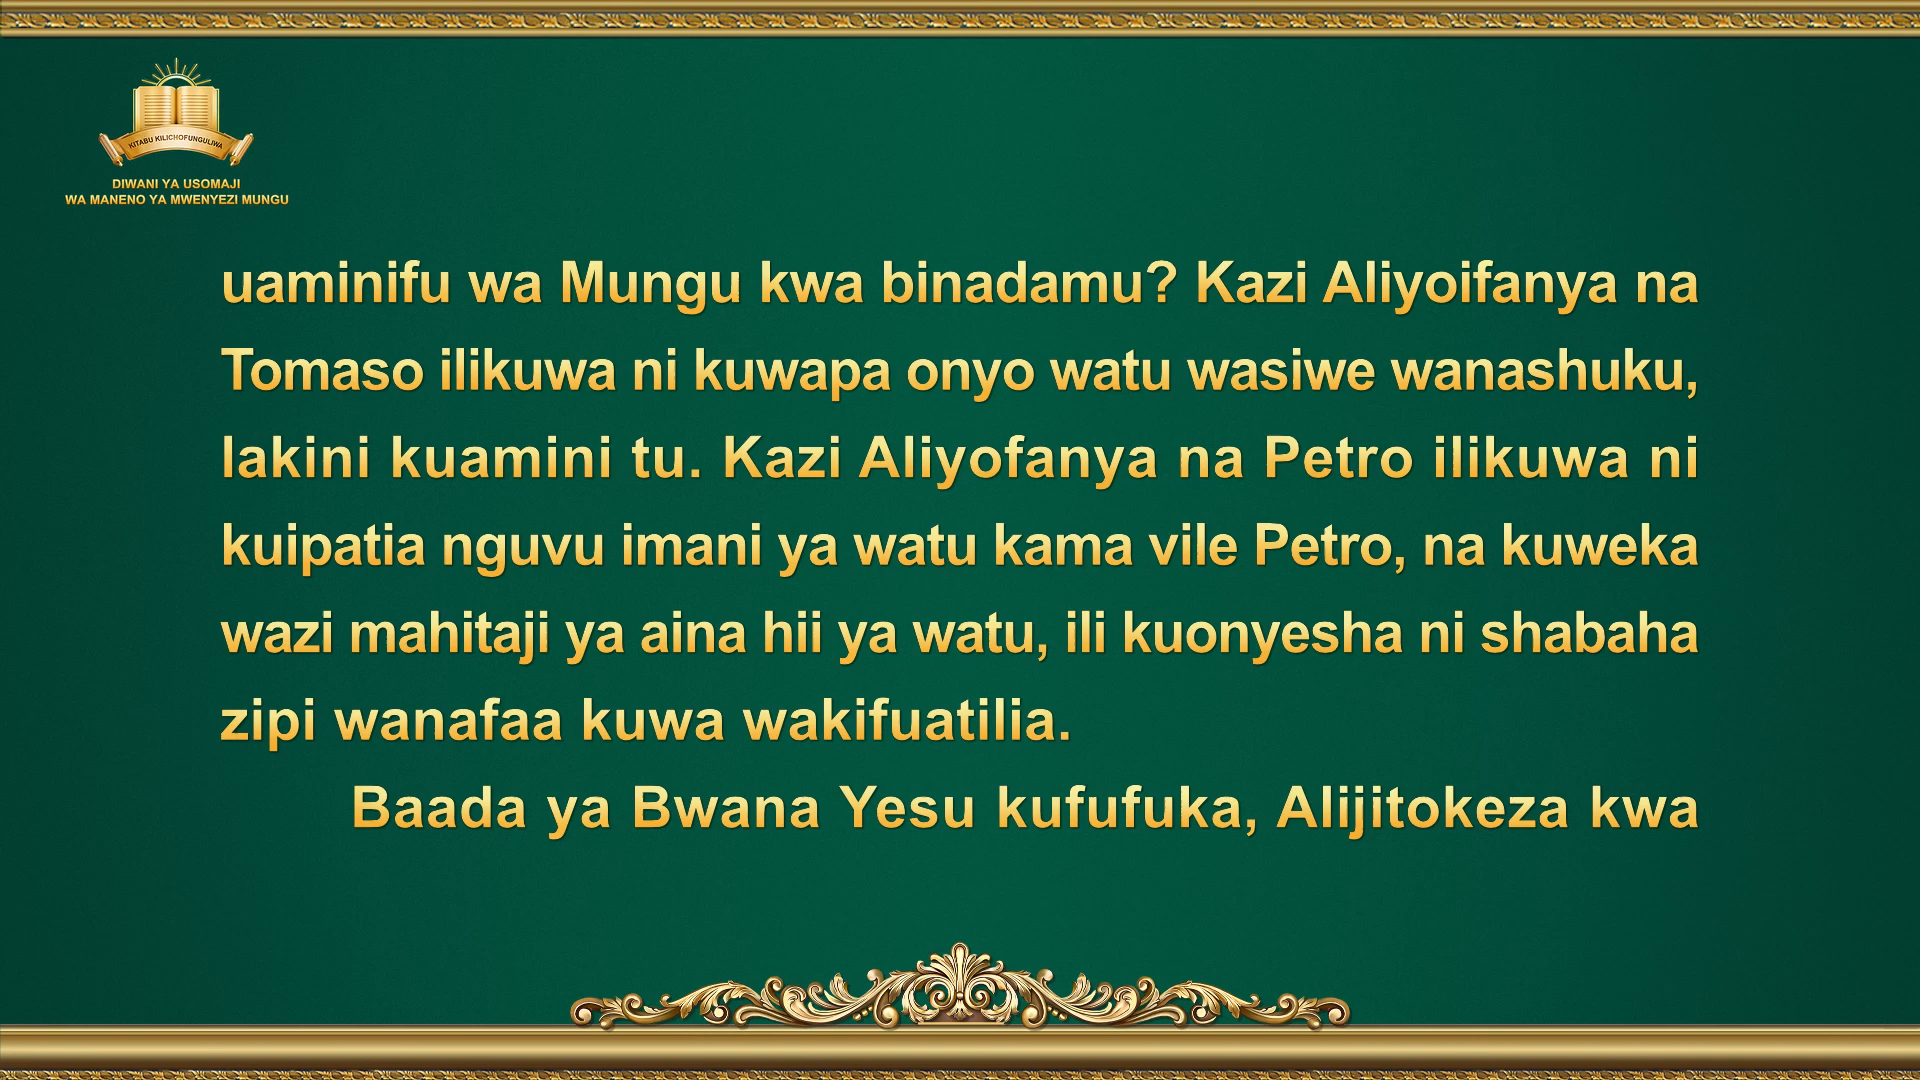 KITABU KILICHOFUNGULIWA
DIWANI YA USOMAJI
WA MANENO YA MWENYEZI MUNGU
uaminifu wa Mungu kwa binadamu? Kazi Aliyoifanya na
Tomaso ilikuwa ni kuwapa onyo watu wasiwe wanashuku,
lakini kuamini tu. Kazi Aliyofanya na Petro ilikuwa ni
kuipatia nguvu imani ya watu kama vile Petro, na kuweka
wazi mahitaji ya aina hii ya watu, ili kuonyesha ni shabaha
zipi wanafaa kuwa wakifuatilia.
Baada ya Bwana Yesu kufufuka, Alijitokeza kwa